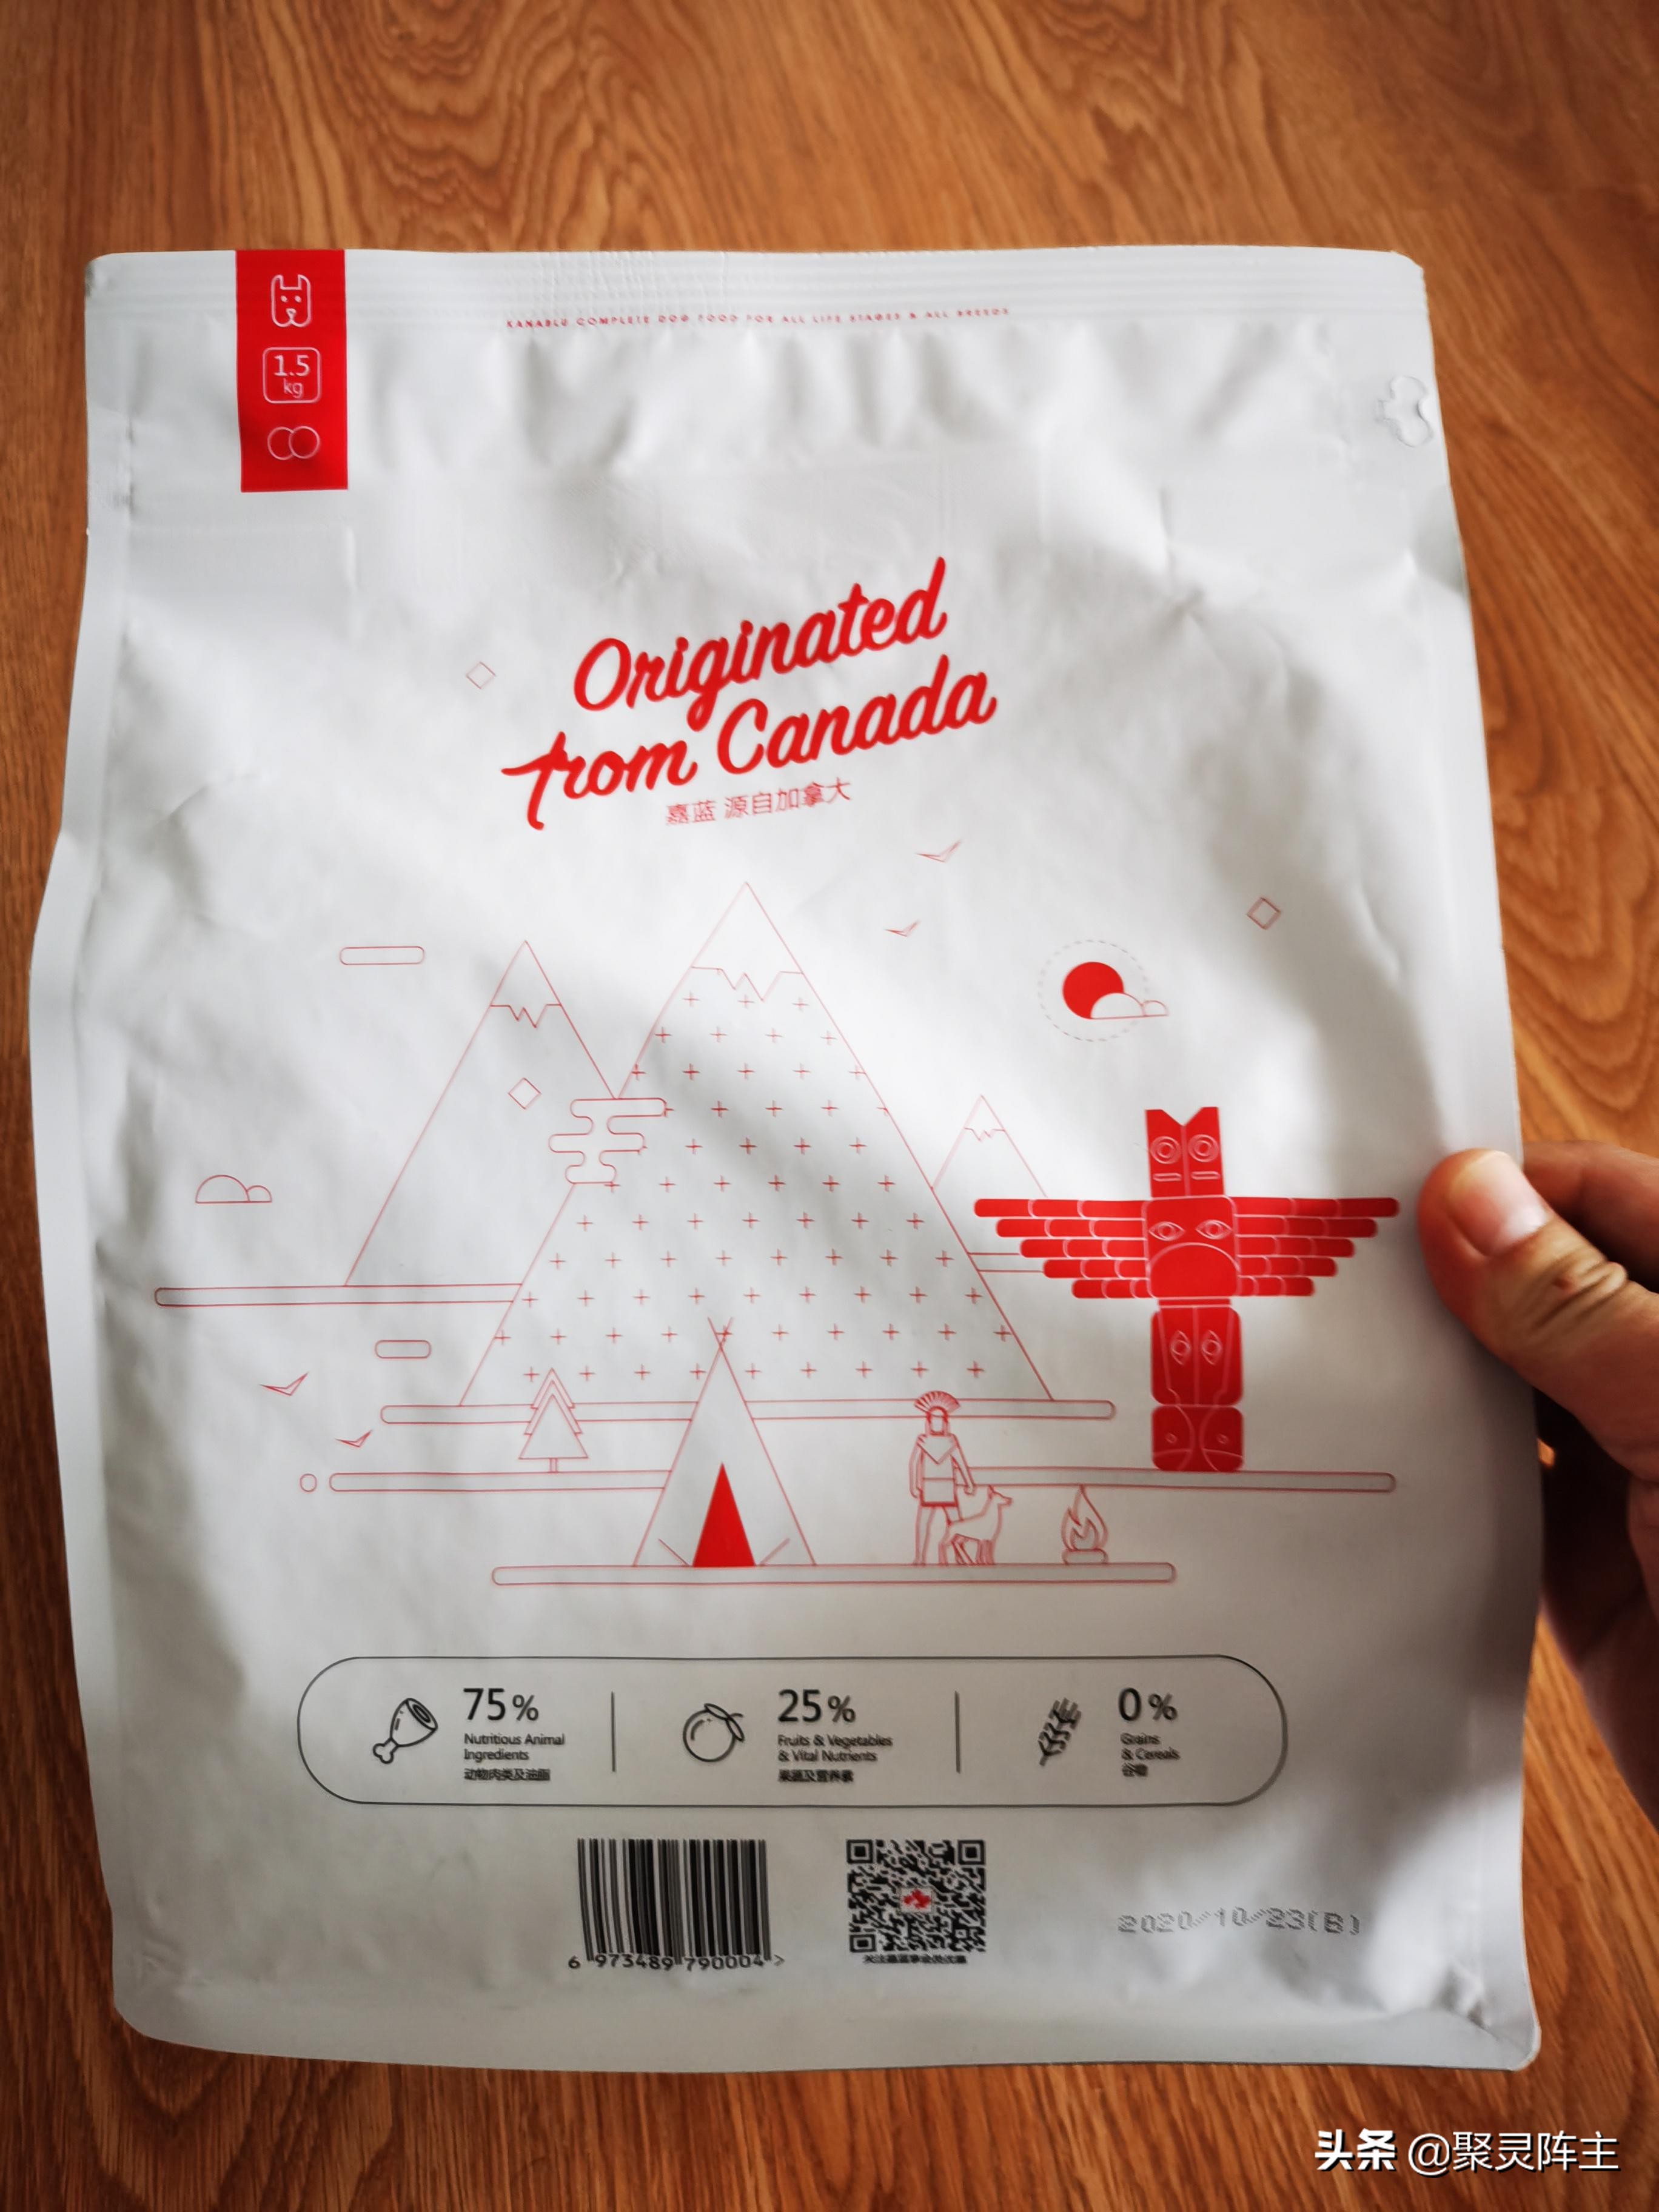 KANABLU COMPLETE DOG FOOD FOR ALL LIFE STAGES & ALL BREEDS
1.5
kg
Originated
from Canada
嘉蓝 源自加拿大
75%
Nutritious Animal
Ingredients
动物肉类及油脂
25%
Fruits & Vegetables
& Vital Nutrients
果蔬及营养素
0%
Grains
& Cereals
谷物
6 973489 790004 >
2020/10/23(B)
头条 @聚灵阵主